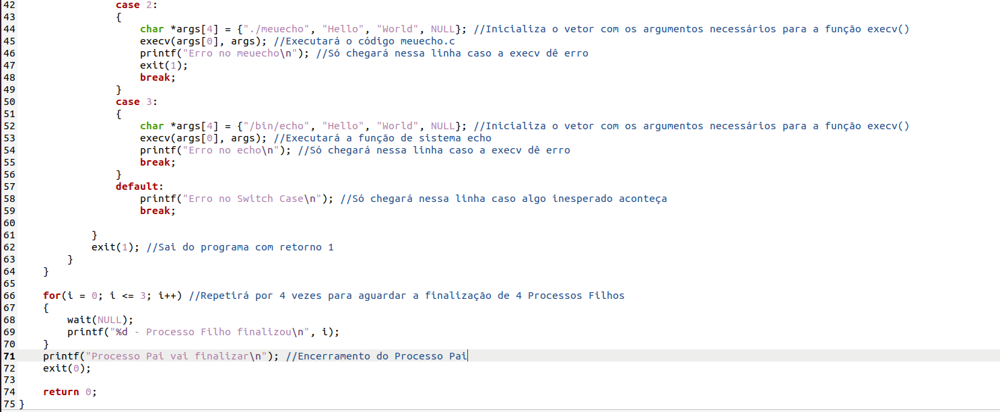 42 case 2:
43 {
44 char *args[4] = {"./meuecho", "Hello", "World", NULL}; //Inicializa o vetor com os argumentos necessários para a função execv()
45 execv(args[0], args); //Executará o código meuecho.c
46 printf("Erro no meuecho\n"); //Só chegará nessa linha caso a execv dê erro
47 exit(1);
48 break;
49 }
50 case 3:
51 {
52 char *args[4] = {"/bin/echo", "Hello", "World", NULL}; //Inicializa o vetor com os argumentos necessários para a função execv()
53 execv(args[0], args); //Executará a função de sistema echo
54 printf("Erro no echo\n"); //Só chegará nessa linha caso a execv dê erro
55 break;
56 }
57 default:
58 printf("Erro no Switch Case\n"); //Só chegará nessa linha caso algo inesperado aconteça
59 break;
60
61 }
62 exit(1); //Sai do programa com retorno 1
63 }
64 }
65
66 for(i = 0; i <= 3; i++) //Repetirá por 4 vezes para aguardar a finalização de 4 Processos Filhos
67 {
68 wait(NULL);
69 printf("%d - Processo Filho finalizou\n", i);
70 }
71 printf("Processo Pai vai finalizar\n"); //Encerramento do Processo Pai
72 exit(0);
73
74 return 0;
75 }